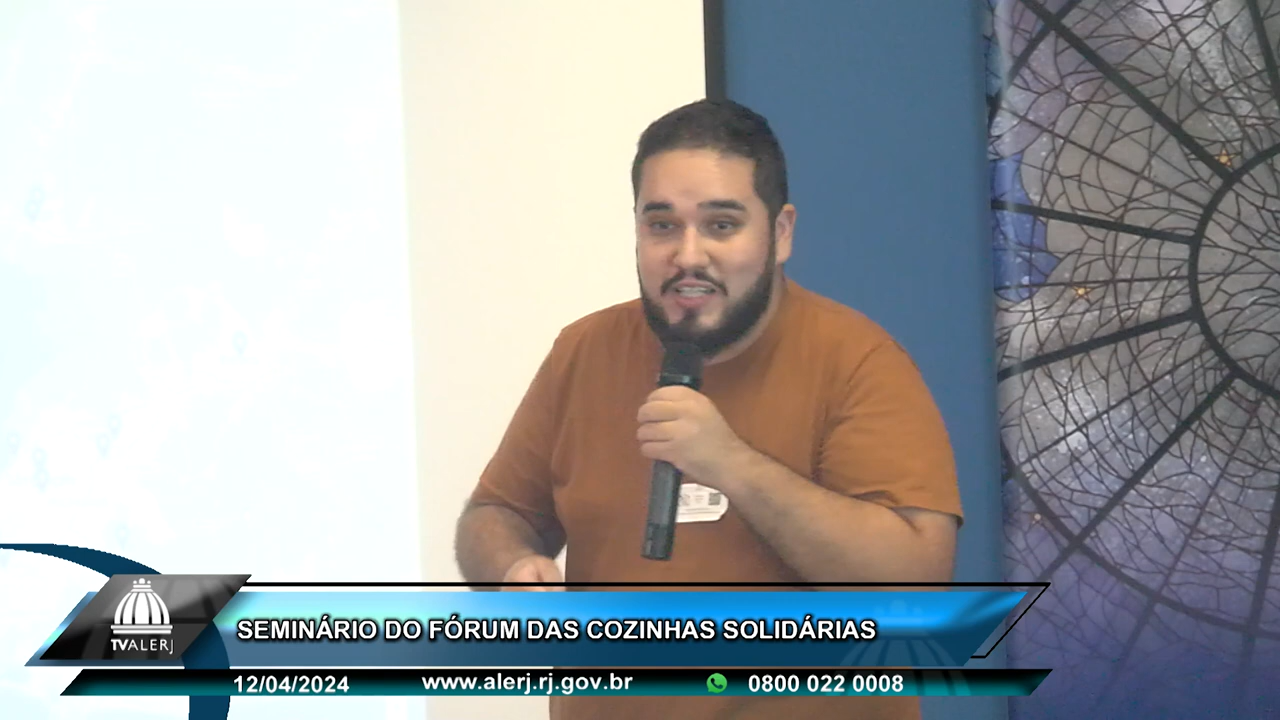 SEMINÁRIO DO FÓRUM DAS COZINHAS SOLIDÁRIAS
TVALERJ
12/04/2024 www.alerj.rj.gov.br 0800 022 0008